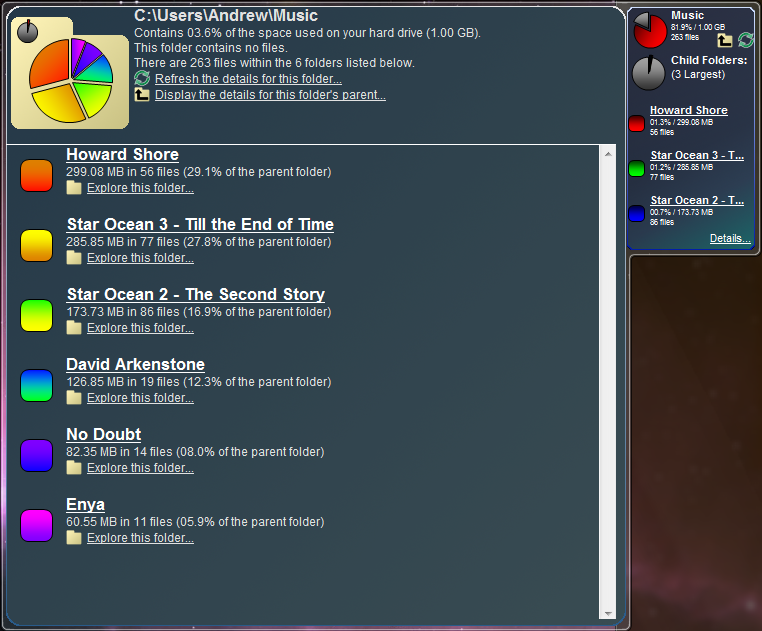 C:\Users\Andrew\Music
Contains 03.6% of the space used on your hard drive (1.00 GB).
This folder contains no files.
There are 263 files within the 6 folders listed below.
Refresh the details for this folder...
Display the details for this folder's parent...
Howard Shore
299.08 MB in 56 files (29.1% of the parent folder)
Explore this folder...
Star Ocean 3 - Till the End of Time
285.85 MB in 77 files (27.8% of the parent folder)
Explore this folder...
Star Ocean 2 - The Second Story
173.73 MB in 86 files (16.9% of the parent folder)
Explore this folder...
David Arkenstone
126.85 MB in 19 files (12.3% of the parent folder)
Explore this folder...
No Doubt
82.35 MB in 14 files (08.0% of the parent folder)
Explore this folder...
Enya
60.55 MB in 11 files (05.9% of the parent folder)
Explore this folder...
Music
81.9% / 1.00 GB
263 files
Child Folders:
(3 Largest)
Howard Shore
01.3% / 299.08 MB
56 files
Star Ocean 3 - T...
01.2% / 285.85 MB
77 files
Star Ocean 2 - T...
00.7% / 173.73 MB
86 files
Details...